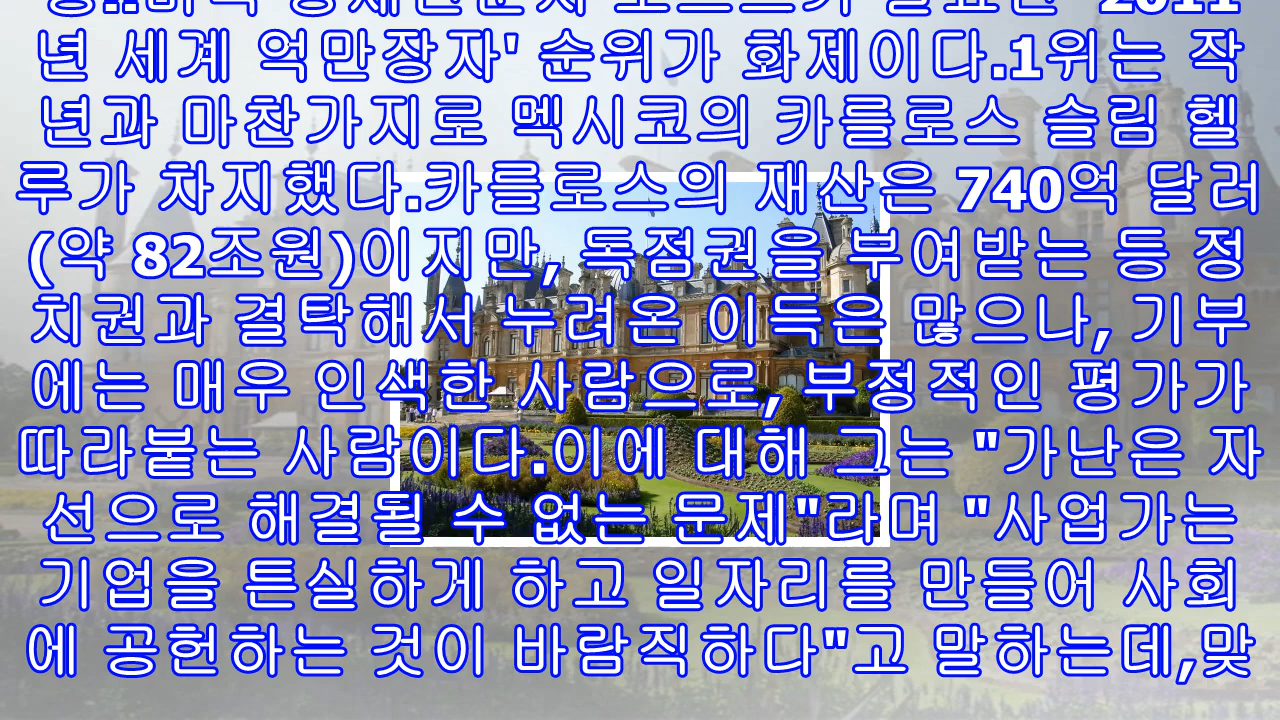 년 세계 억만장자' 순위가 화제이다.1위는 작
년과 마찬가지로 멕시코의 카를로스 슬림 헬
루가 차지했다.카를로스의 재산은 740억 달러
(약 82조원)이지만, 독점권을 부여받는 등 정
치권과 결탁해서 누려온 이득은 많으나, 기부
에는 매우 인색한 사람으로, 부정적인 평가가
따라붙는 사람이다.이에 대해 그는 "가난은 자
선으로 해결될 수 없는 문제"라며 "사업가는
기업을 튼실하게 하고 일자리를 만들어 사회
에 공헌하는 것이 바람직하다"고 말하는데,맞